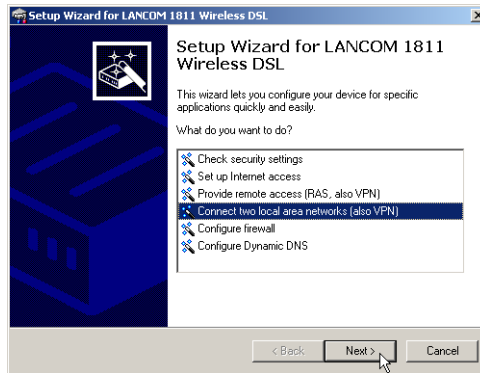 Setup Wizard for LANCOM 1811 Wireless DSL
Setup Wizard for LANCOM 1811
Wireless DSL
This wizard lets you configure your device for specific
applications quickly and easily.
What do you want to do?
Check security settings
Set up Internet access
Provide remote access (RAS, also VPN)
Connect two local area networks (also VPN)
Configure firewall
Configure Dynamic DNS
< Back
Next >
Cancel